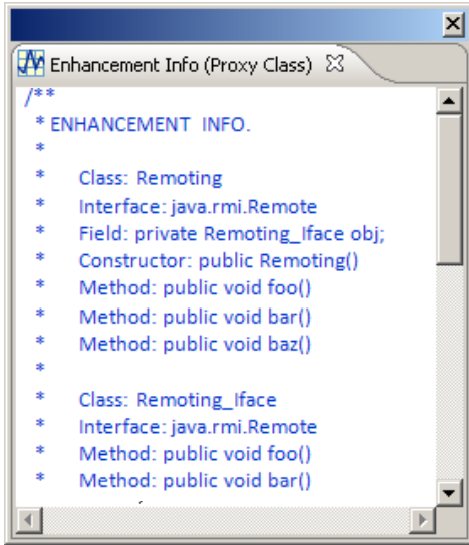 Enhancement Info (Proxy Class)
/**
* ENHANCEMENT INFO.
*
* Class: Remoting
* Interface: java.rmi.Remote
* Field: private Remoting_Iface obj;
* Constructor: public Remoting()
* Method: public void foo()
* Method: public void bar()
* Method: public void baz()
*
* Class: Remoting_Iface
* Interface: java.rmi.Remote
* Method: public void foo()
* Method: public void bar()